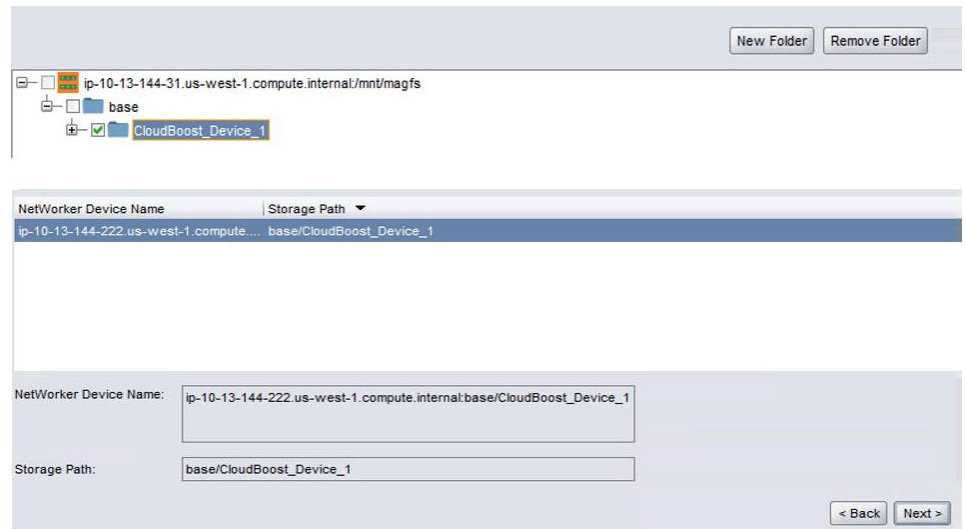 New Folder Remove Folder
ip-10-13-144-31.us-west-1.compute.internal:/mnt/magfs
base
CloudBoost_Device_1
NetWorker Device Name Storage Path
ip-10-13-144-222.us-west-1.compute.... base/CloudBoost_Device_1
NetWorker Device Name: ip-10-13-144-222.us-west-1.compute.internal:base/CloudBoost_Device_1
Storage Path: base/CloudBoost_Device_1
< Back Next >